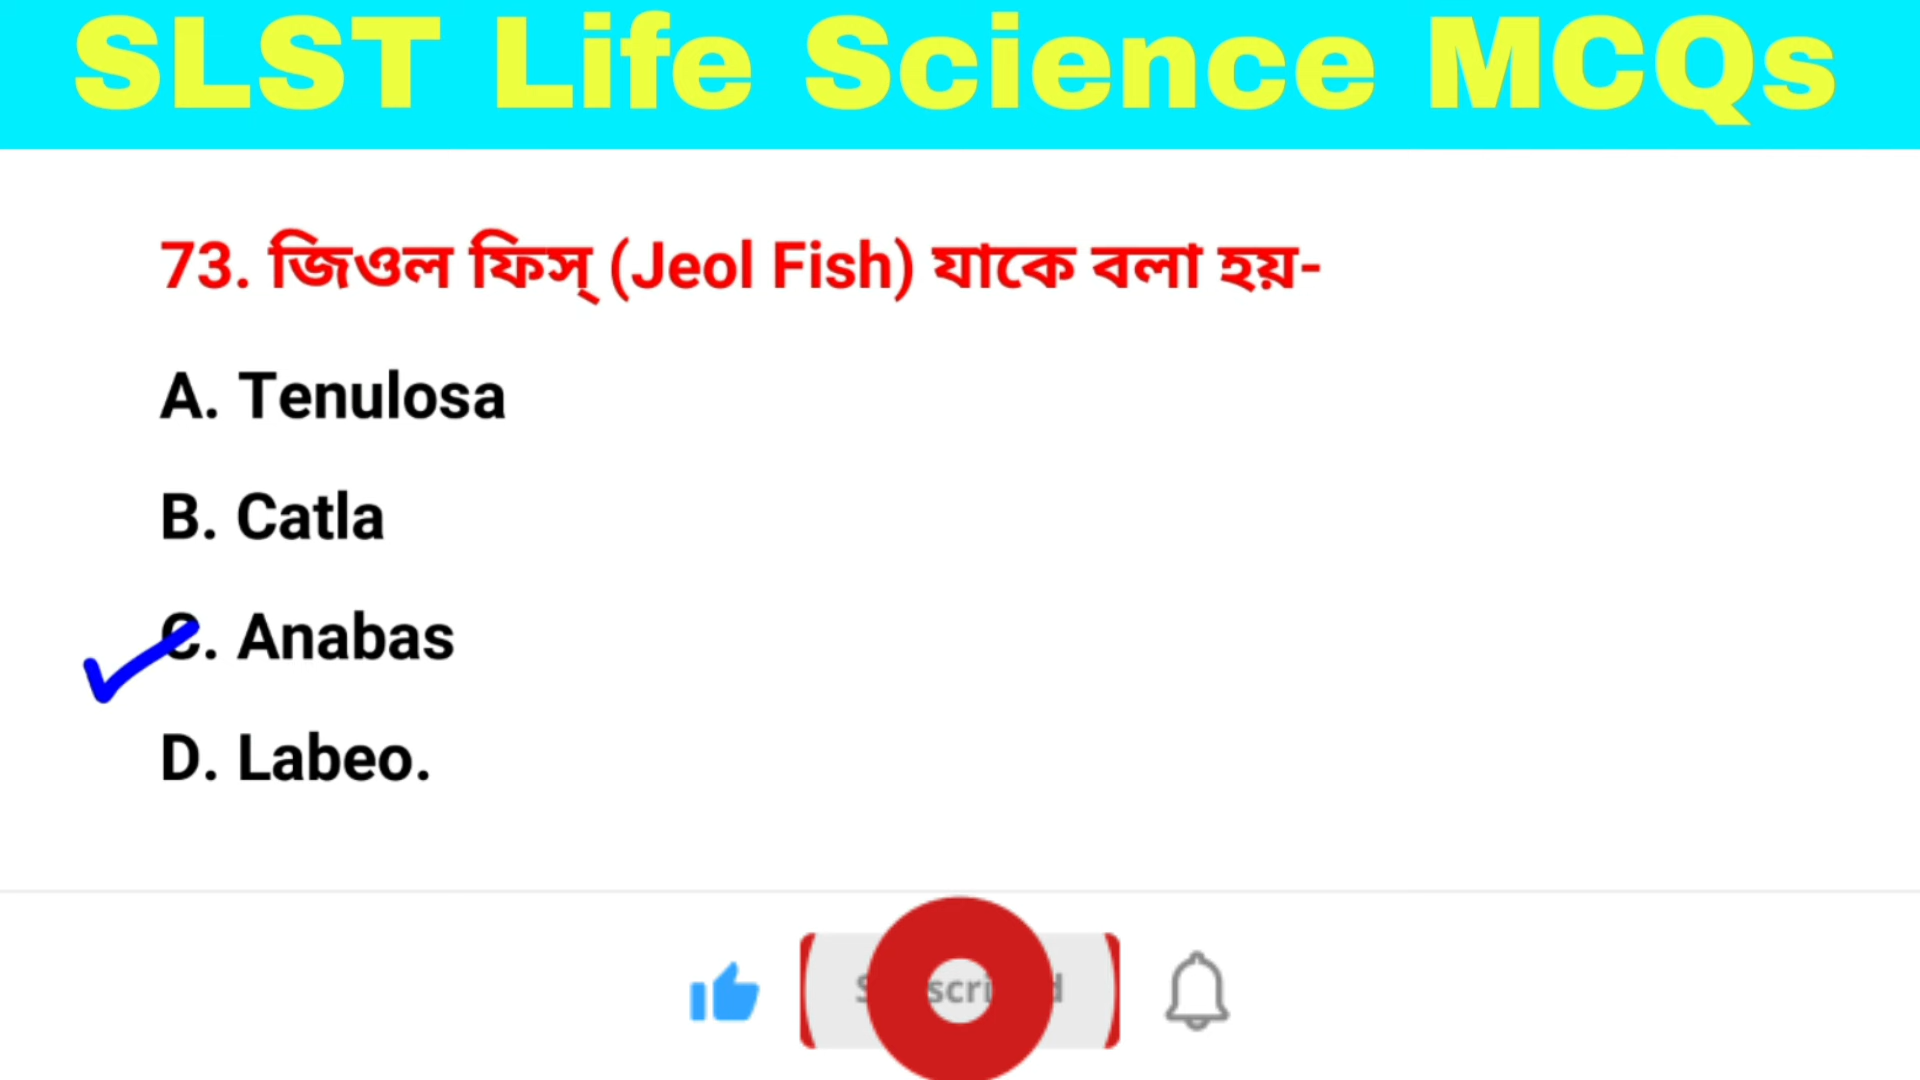 SLST Life Science MCQs
73. জিওল ফিস্ (Jeol Fish) যাকে বলা হয়-
A. Tenulosa
B. Catla
C. Anabas
D. Labeo.